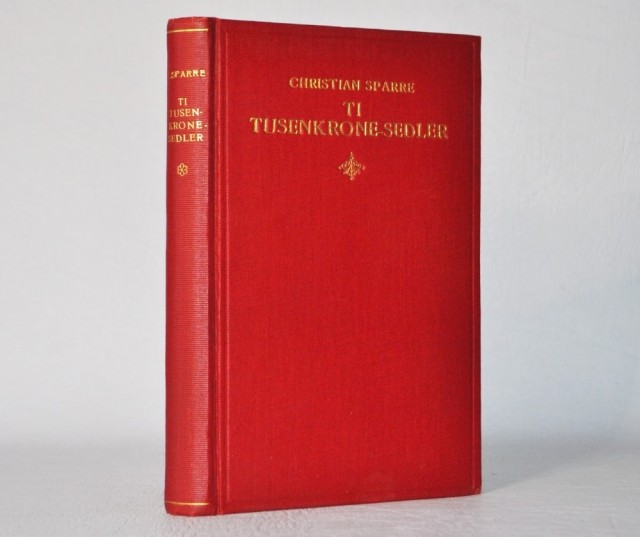 SPARRE
TI
TUSEN-
KRONE-
SEDLER
CHRISTIAN SPARRE
TI
TUSENKRONE-SEDLER